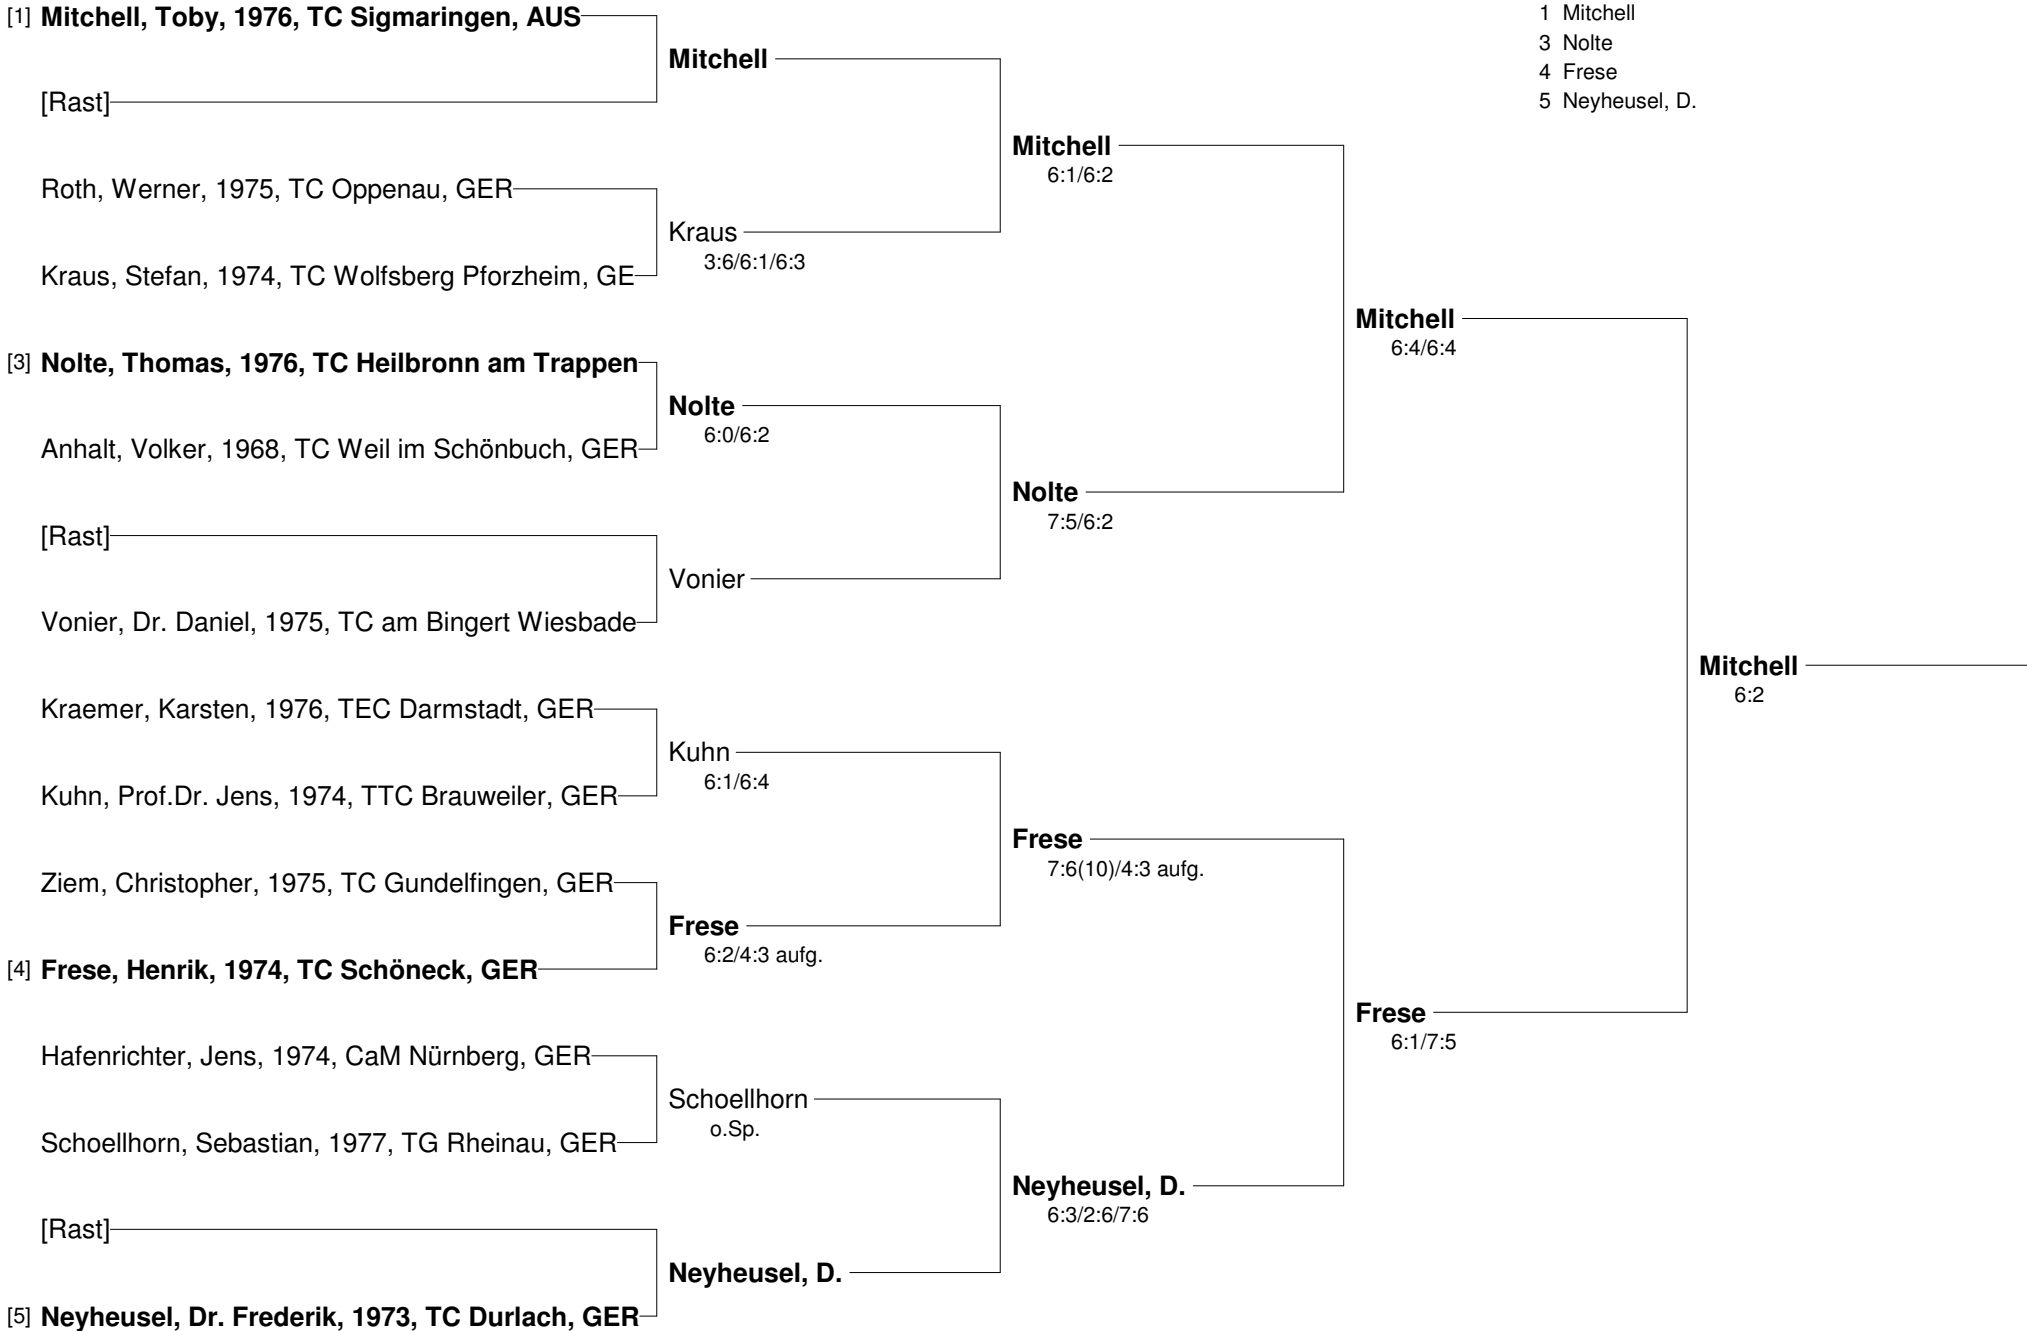 [1] Mitchell, Toby, 1976, TC Sigmaringen, AUS
[Rast]
Roth, Werner, 1975, TC Oppenau, GER
Kraus, Stefan, 1974, TC Wolfsberg Pforzheim, GE
[3] Nolte, Thomas, 1976, TC Heilbronn am Trappen
Anhalt, Volker, 1968, TC Weil im Schönbuch, GER
[Rast]
Vonier, Dr. Daniel, 1975, TC am Bingert Wiesbade
Kraemer, Karsten, 1976, TEC Darmstadt, GER
Kuhn, Prof.Dr. Jens, 1974, TTC Brauweiler, GER
Ziem, Christopher, 1975, TC Gundelfingen, GER
[4] Frese, Henrik, 1974, TC Schöneck, GER
Hafenrichter, Jens, 1974, CaM Nürnberg, GER
Schoellhorn, Sebastian, 1977, TG Rheinau, GER
[Rast]
[5] Neyheusel, Dr. Frederik, 1973, TC Durlach, GER
Mitchell
Kraus
3:6/6:1/6:3
Nolte
6:0/6:2
Vonier
Kuhn
6:1/6:4
Frese
6:2/4:3 aufg.
Schoellhorn
o.Sp.
Neyheusel, D.
Mitchell
6:1/6:2
Nolte
7:5/6:2
Frese
7:6(10)/4:3 aufg.
Neyheusel, D.
6:3/2:6/7:6
Mitchell
6:4/6:4
Frese
6:1/7:5
Mitchell
6:2
1 Mitchell
3 Nolte
4 Frese
5 Neyheusel, D.